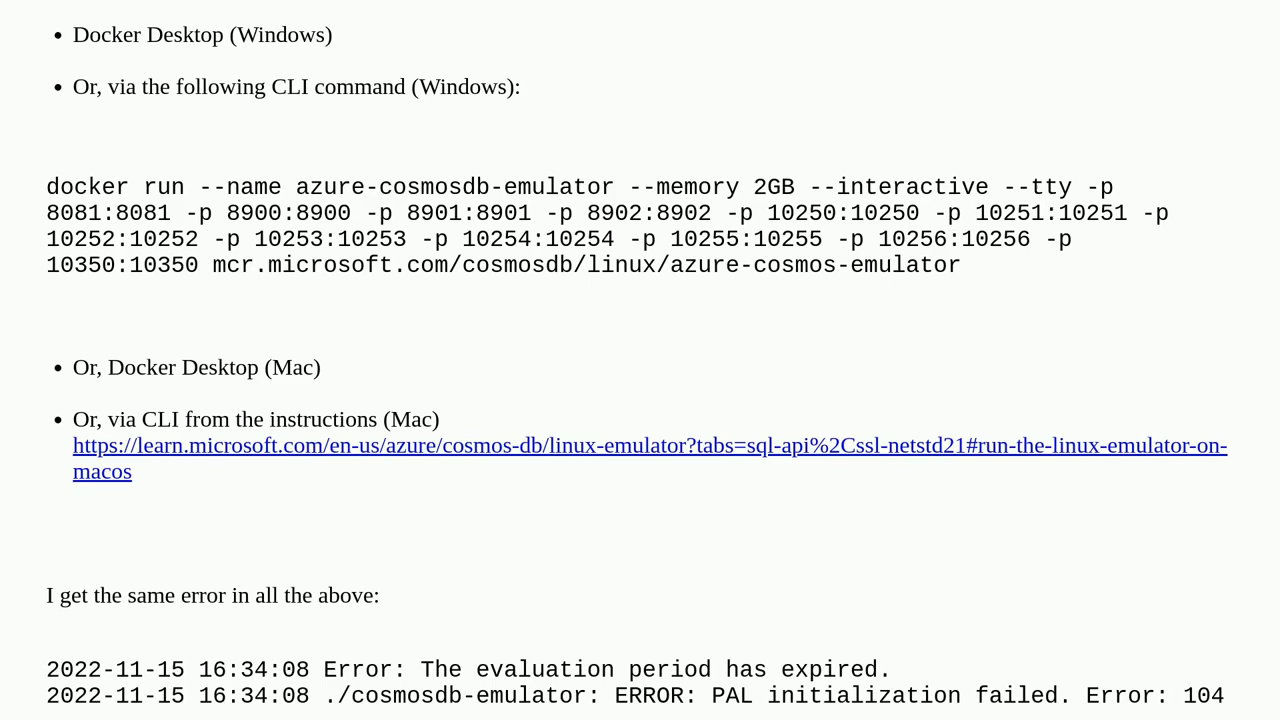 Docker Desktop (Windows)
Or, via the following CLI command (Windows):
docker run --name azure-cosmosdb-emulator --memory 2GB --interactive --tty -p
8081:8081 -p 8900:8900 -p 8901:8901 -p 8902:8902 -p 10250:10250 -p 10251:10251 -p
10252:10252 -p 10253:10253 -p 10254:10254 -p 10255:10255 -p 10256:10256 -p
10350:10350 mcr.microsoft.com/cosmosdb/linux/azure-cosmos-emulator
Or, Docker Desktop (Mac)
Or, via CLI from the instructions (Mac)
https://learn.microsoft.com/en-us/azure/cosmos-db/linux-emulator?tabs=sql-api%2Cssl-netstd21#run-the-linux-emulator-on-
macos
I get the same error in all the above:
2022-11-15 16:34:08 Error: The evaluation period has expired.
2022-11-15 16:34:08 ./cosmosdb-emulator: ERROR: PAL initialization failed. Error: 104